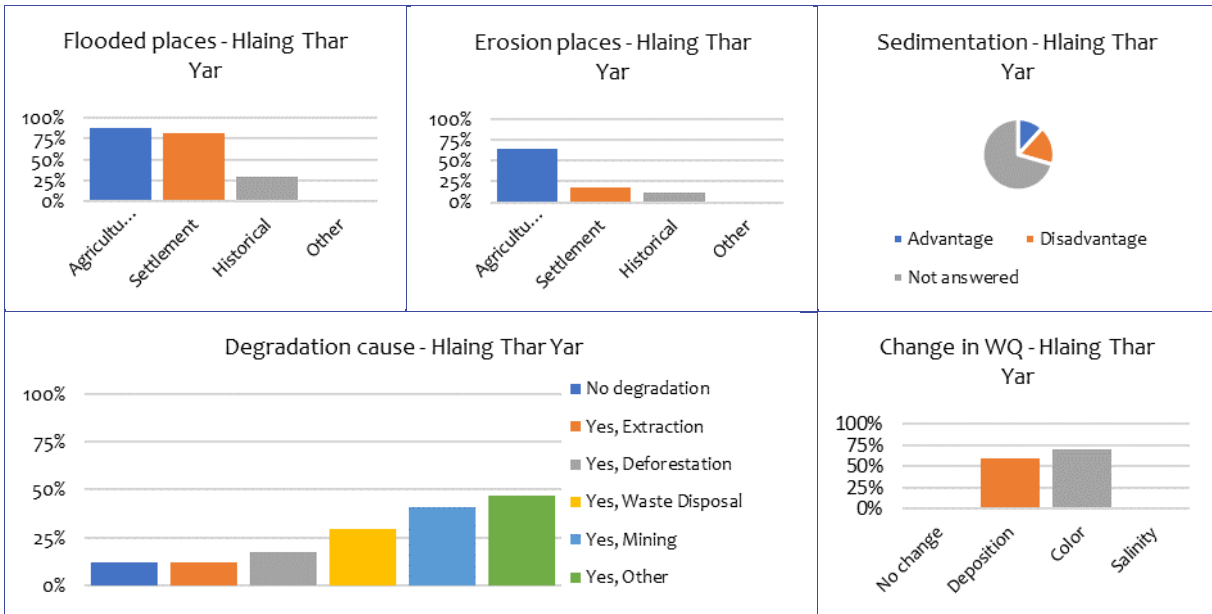 Flooded places - Hlaing Thar
Yar
100%
75%
50%
25%
0%
Agricultu...
Settlement
Historical
Other
Erosion places - Hlaing Thar
Yar
100%
75%
50%
25%
0%
Agricultu...
Settlement
Historical
Other
Sedimentation - Hlaing Thar
Yar
Advantage
Disadvantage
Not answered
Degradation cause - Hlaing Thar Yar
100%
75%
50%
25%
0%
No degradation
Yes, Extraction
Yes, Deforestation
Yes, Waste Disposal
Yes, Mining
Yes, Other
Change in WQ - Hlaing Thar
Yar
100%
75%
50%
25%
0%
No change
Deposition
Color
Salinity